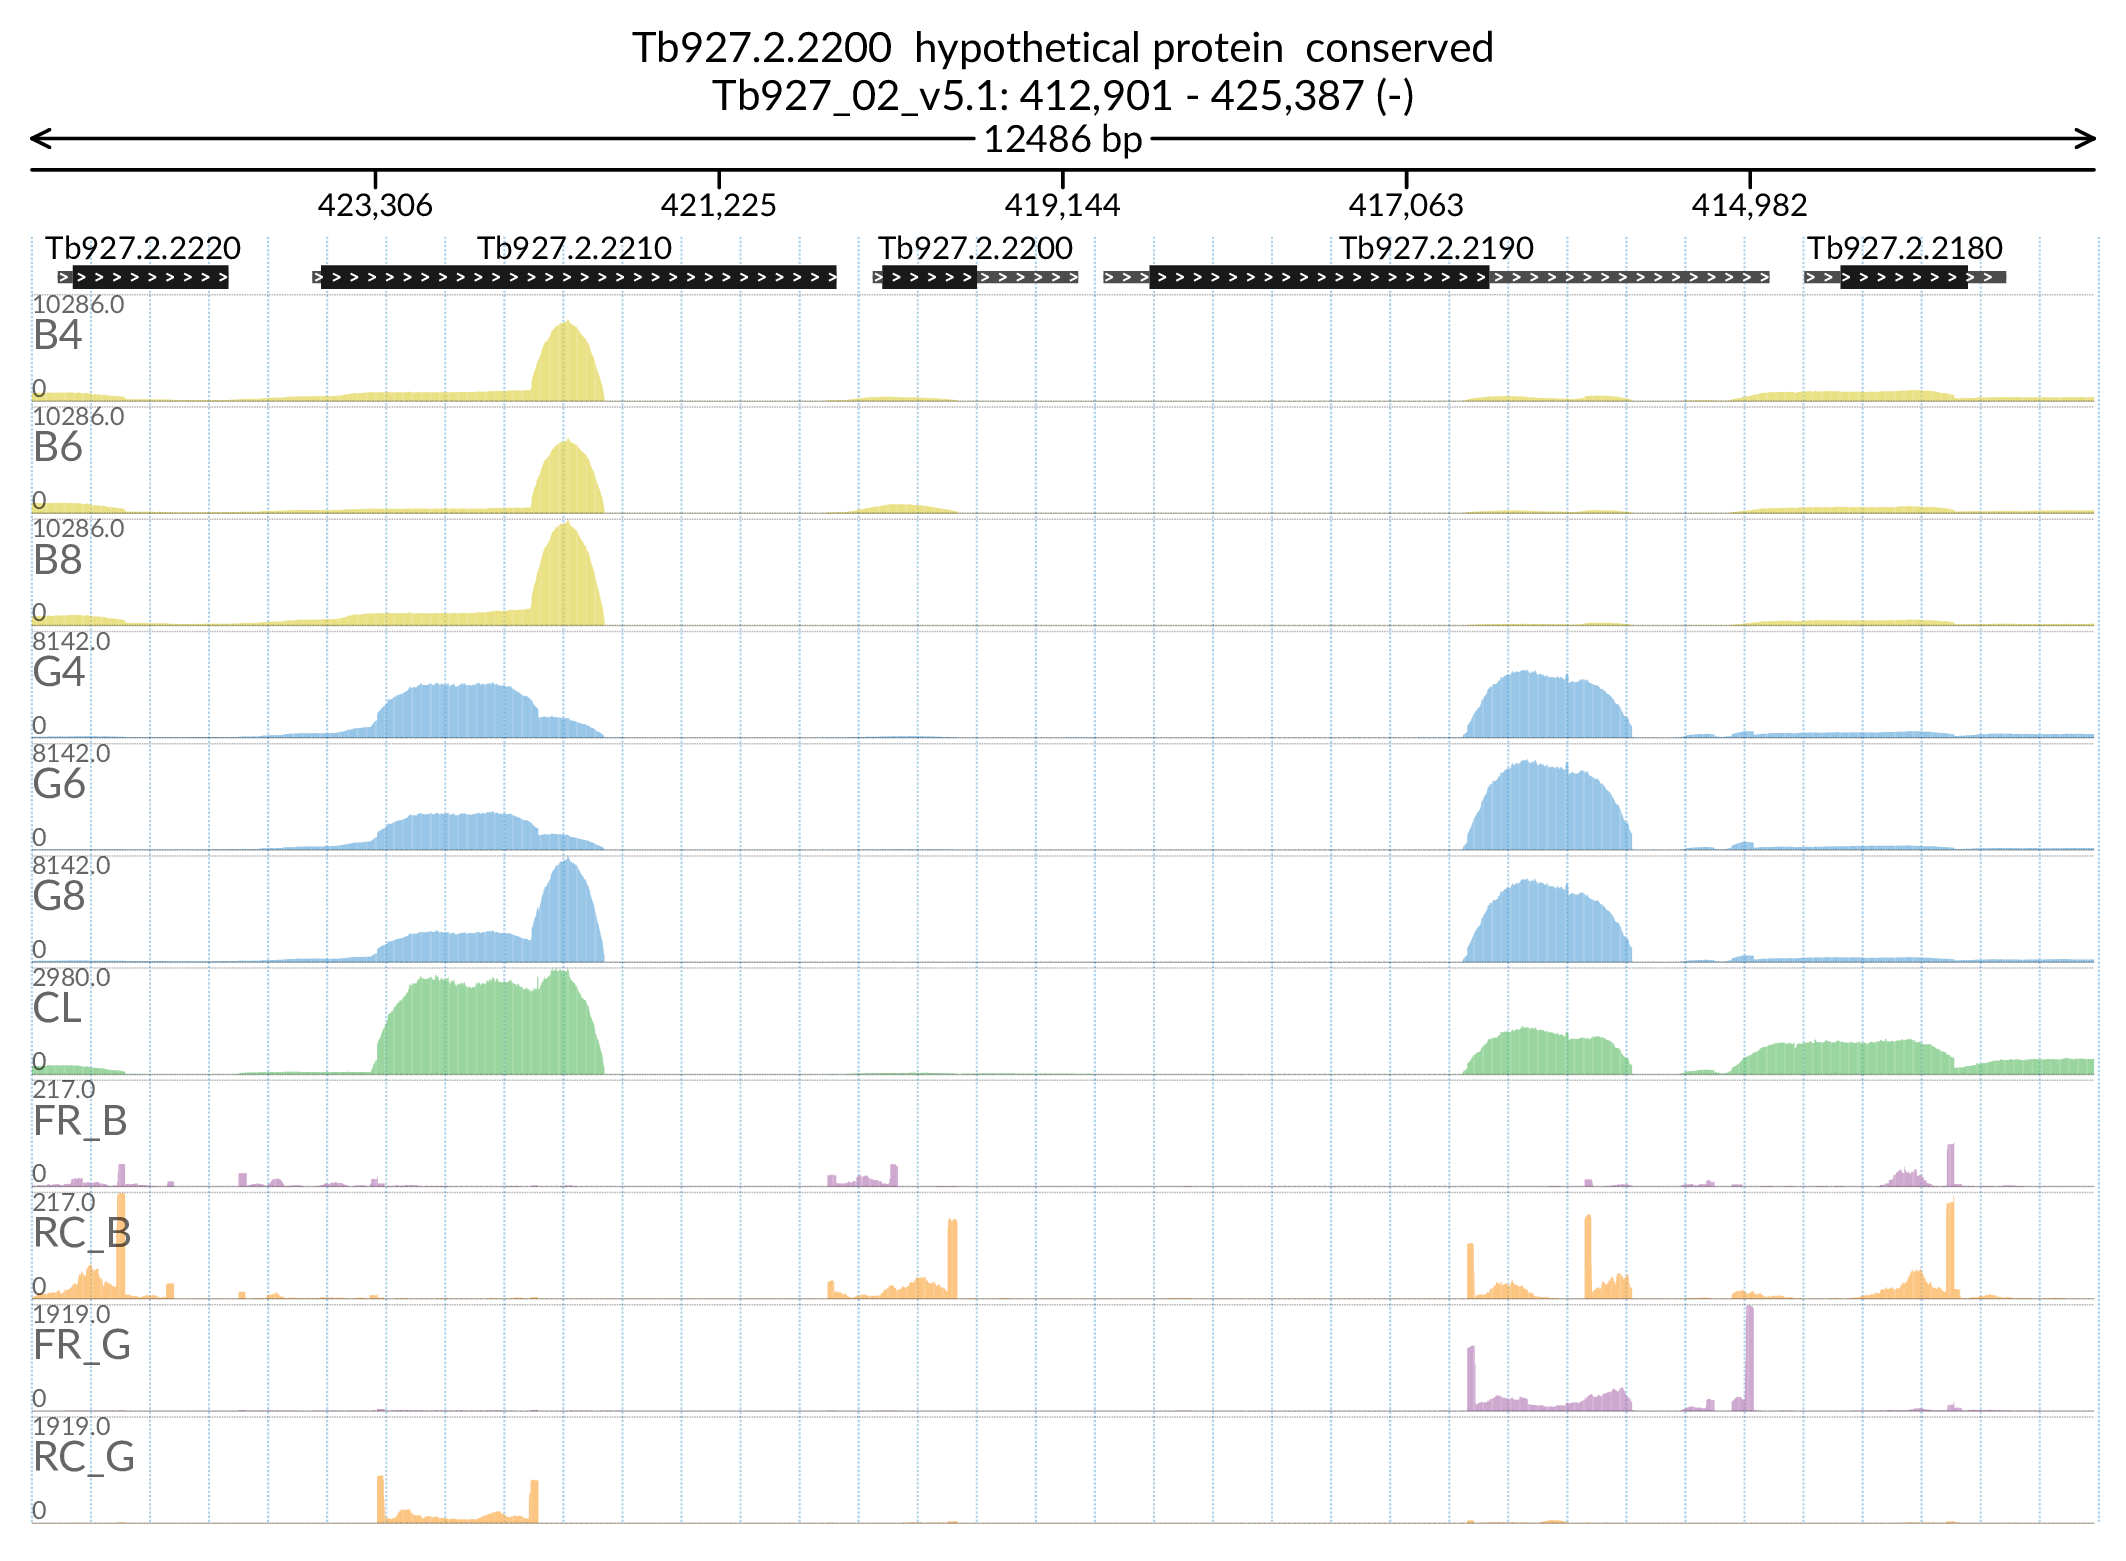 Tb927.2.2200 hypothetical protein conserved
Tb927_02_v5.1: 412,901 - 425,387 (-)
12486 bp
423,306 421,225 419,144 417,063 414,982
Tb927.2.2220 Tb927.2.2210 Tb927.2.2200 Tb927.2.2190 Tb927.2.2180
10286.0
B4
0
10286.0
B6
0
10286.0
B8
0
8142.0
G4
0
8142.0
G6
0
8142.0
G8
0
2980.0
CL
0
217.0
FR_B
0
217.0
RC_B
0
1919.0
FR_G
0
1919.0
RC_G
0